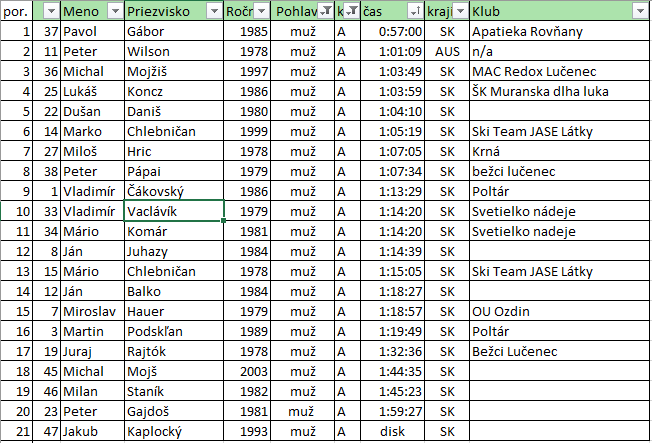 por. Meno Priezvisko Ročr Pohlav k čas kraji Klub
1 37 Pavol Gábor 1985 muž A 0:57:00 SK Apatieka Rovňany
2 11 Peter Wilson 1978 muž A 1:01:09 AUS n/a
3 36 Michal Mojžiš 1997 muž A 1:03:49 SK MAC Redox Lučenec
4 25 Lukáš Koncz 1986 muž A 1:03:59 SK ŠK Muranska dlha luka
5 22 Dušan Daniš 1980 muž A 1:04:10 SK
6 14 Marko Chlebničan 1999 muž A 1:05:19 SK Ski Team JASE Látky
7 27 Miloš Hric 1978 muž A 1:07:05 SK Krná
8 38 Peter Pápai 1979 muž A 1:07:34 SK bežci lučenec
9 1 Vladimír Čákovský 1986 muž A 1:13:29 SK Poltár
10 33 Vladimír Vaclávík 1979 muž A 1:14:20 SK Svetielko nádeje
11 34 Mário Komár 1981 muž A 1:14:20 SK Svetielko nadeje
12 8 Ján Juhazy 1984 muž A 1:14:39 SK
13 15 Mário Chlebničan 1978 muž A 1:15:05 SK Ski Team JASE Látky
14 12 Ján Balko 1984 muž A 1:18:27 SK
15 7 Miroslav Hauer 1979 muž A 1:18:57 SK OU Ozdin
16 3 Martin Podskľan 1989 muž A 1:19:49 SK Poltár
17 19 Juraj Rajtók 1978 muž A 1:32:36 SK Bežci Lučenec
18 45 Michal Mojš 2003 muž A 1:44:35 SK
19 46 Milan Staník 1982 muž A 1:45:23 SK
20 23 Peter Gajdoš 1981 muž A 1:59:27 SK
21 47 Jakub Kaplocký 1993 muž A disk SK